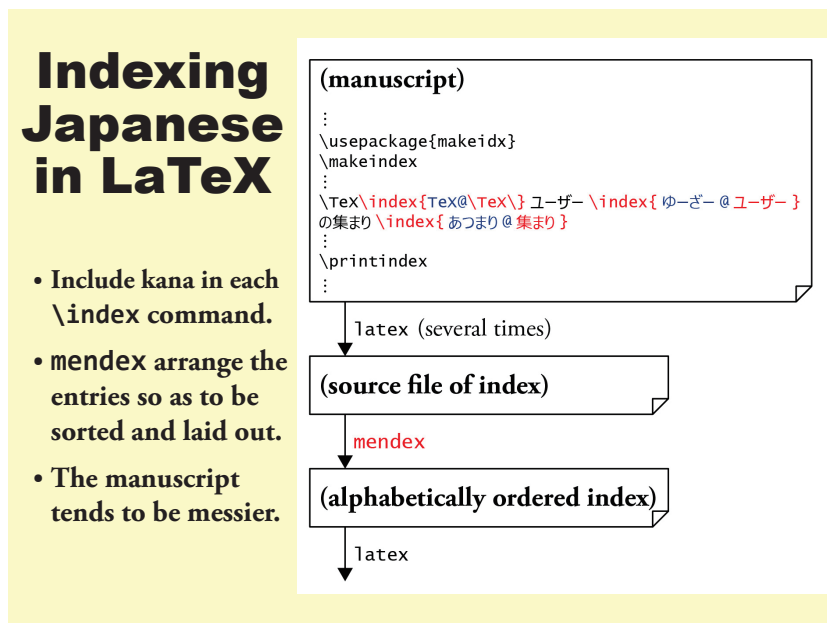 Indexing
Japanese
in LaTeX
• Include kana in each
\index command.
• mendex arrange the
entries so as to be
sorted and laid out.
• The manuscript
tends to be messier.
(manuscript)
⋮
\usepackage{makeidx}
\makeindex
⋮
\TeX\index{TeX@\TeX\} ユーザー \index{ ゆーざー @ ユーザー }
の集まり \index{ あつまり @ 集まり }
⋮
\printindex
⋮
latex (several times)
(source file of index)
mendex
(alphabetically ordered index)
latex